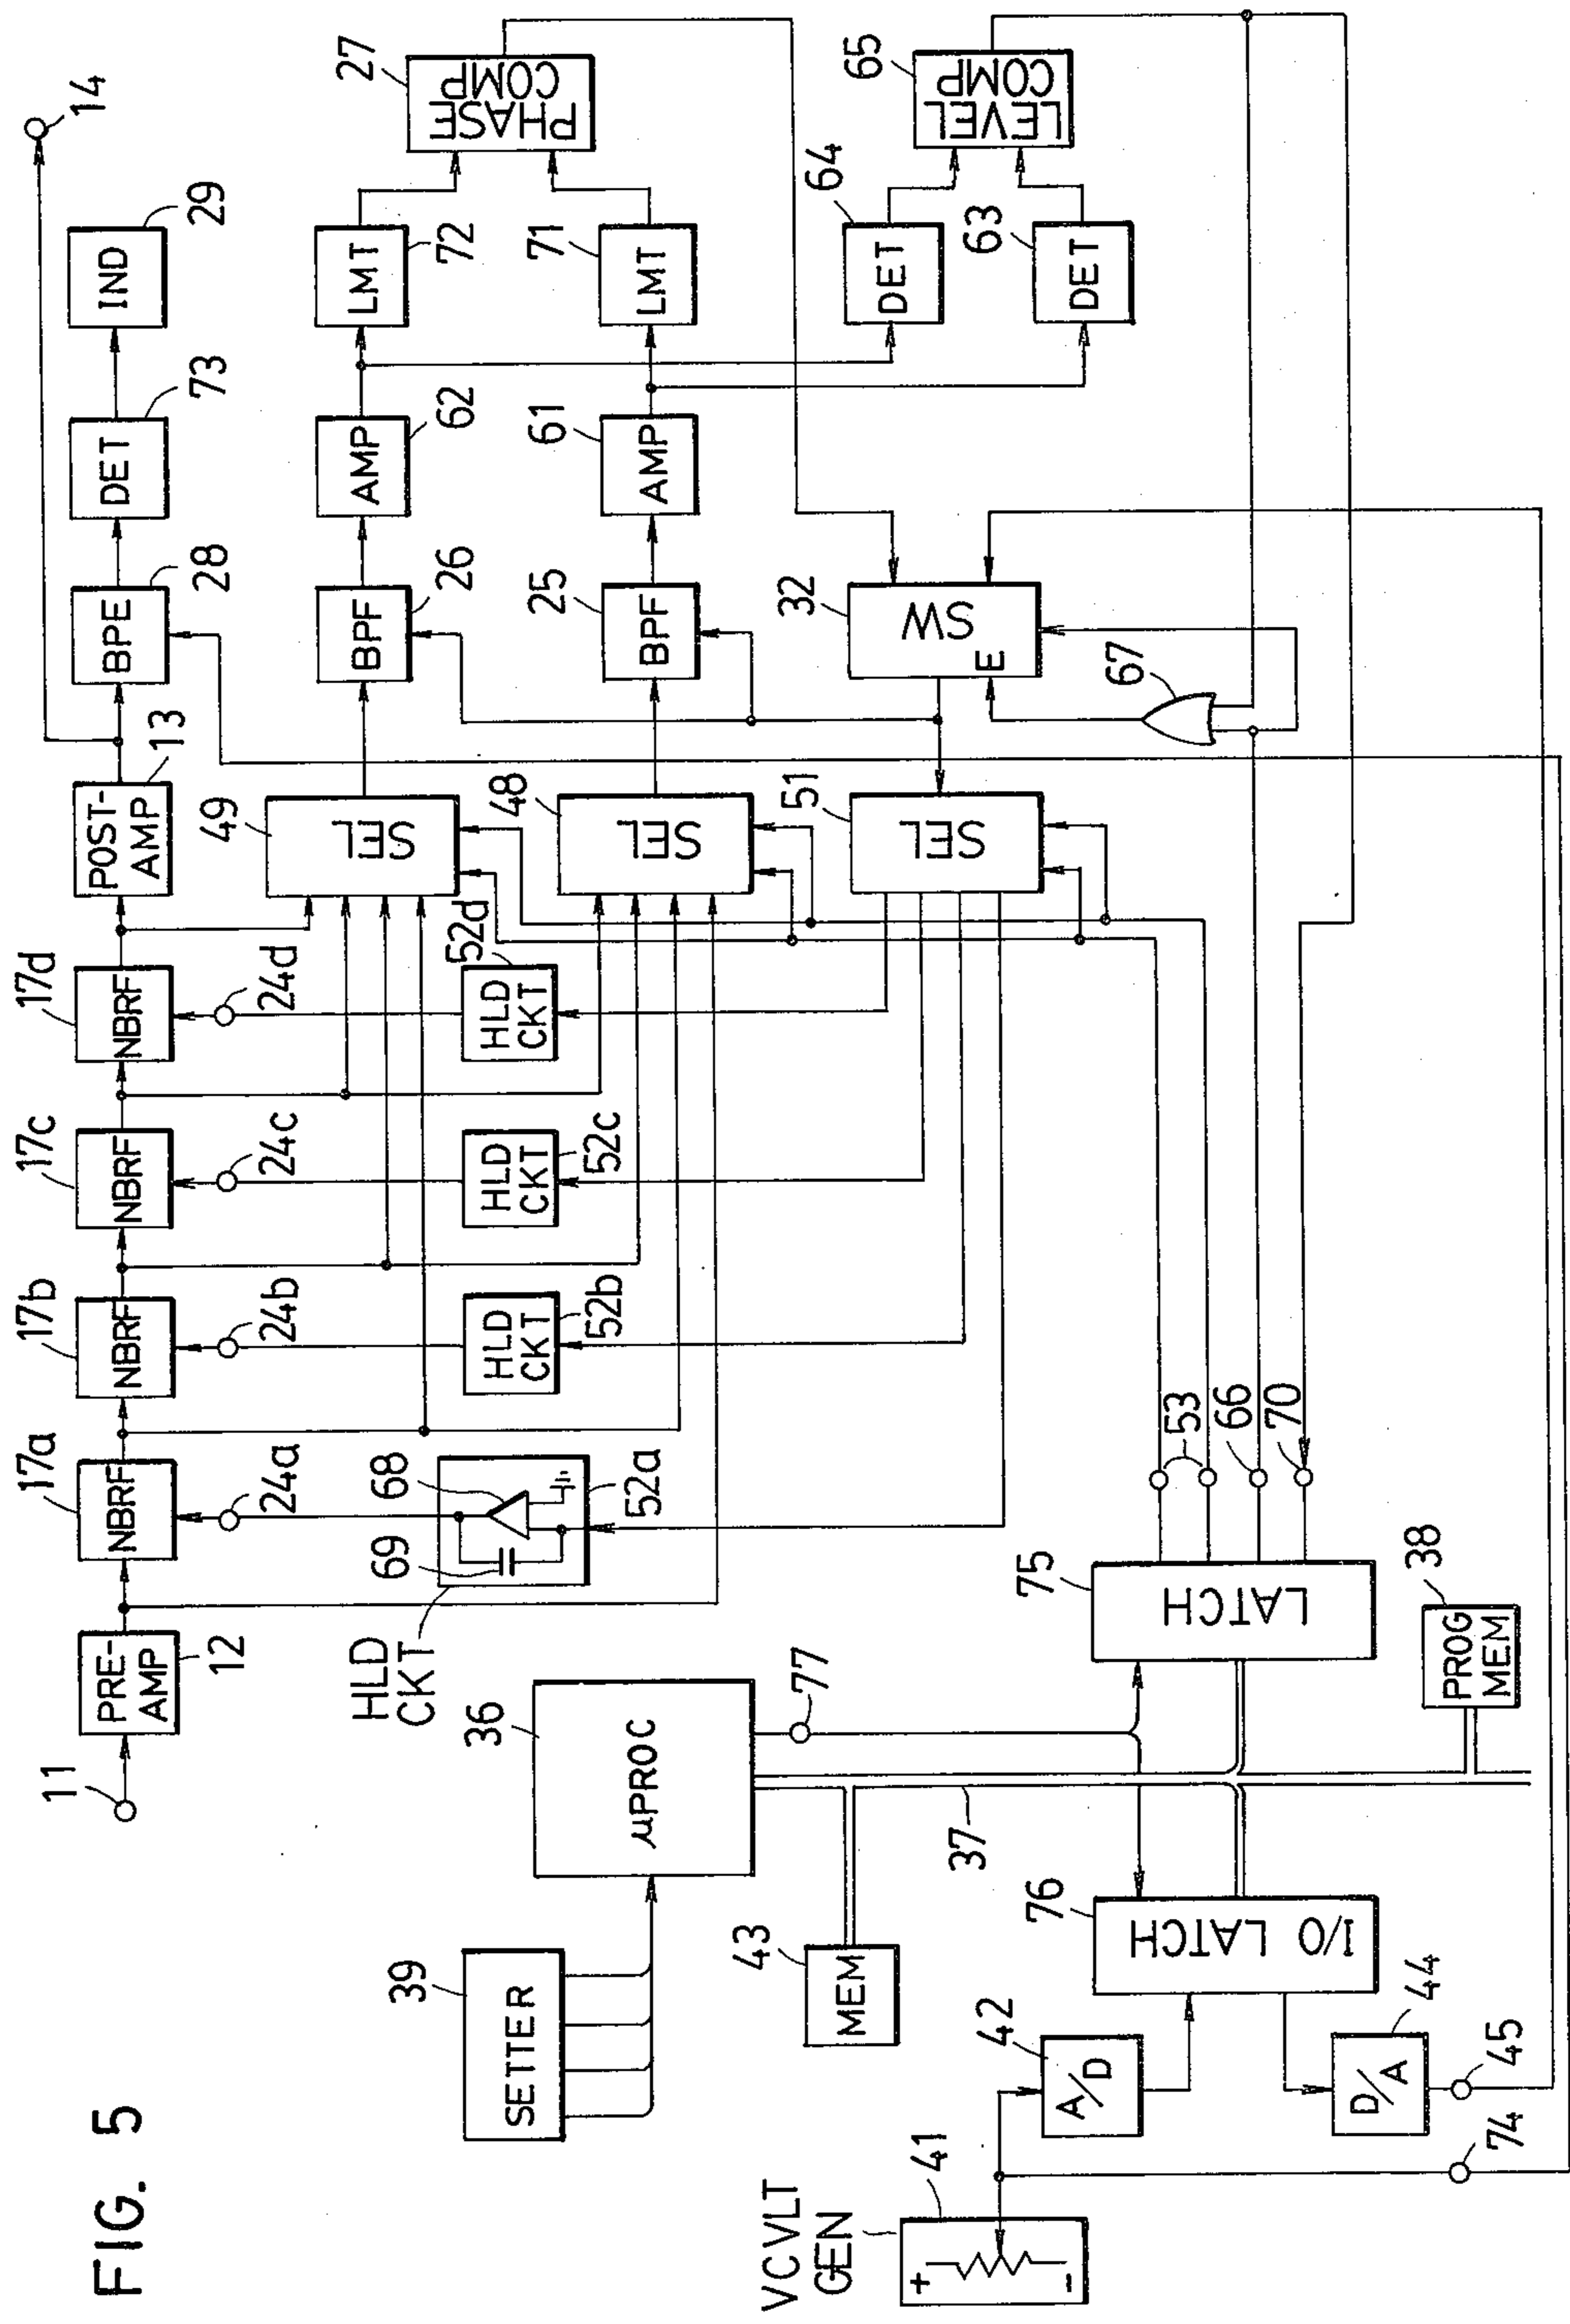 FIG. 5
11
PRE-
AMP
12
17a
NBRF
24a
17b
NBRF
24b
17c
NBRF
24c
17d
NBRF
24d
POST-
AMP
13
BPE
28
DET
73
IND
29
14
HLD
CKT
69
68
52a
HLD
CKT
52b
HLD
CKT
52c
HLD
CKT
52d
49
SEL
BPF
26
AMP
62
LMT
72
27
PHASE
COMP
48
SEL
25
BPF
61
AMP
71
LMT
51
SEL
32
SW
E
67
64
DET
63
DET
65
LEVEL
COMP
39
SETTER
36
μPROC
77
43
MEM
37
75
LATCH
53
66
70
38
PROG
MEM
76
I/O LATCH
VCVLT
GEN
41
+
-
42
A/D
44
D/A
45
74